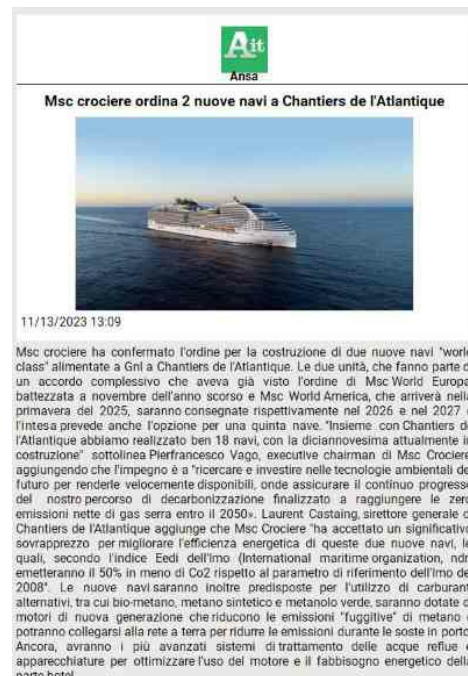 Ait
Ansa
Msc crociere ordina 2 nuove navi a Chantiers de l'Atlantique
11/13/2023 13:09
Msc crociere ha confermato l'ordine per la costruzione di due nuove navi "world
class" alimentate a Gnl a Chantiers de l'Atlantique. Le due unità, che fanno parte d
un accordo complessivo che aveva già visto l'ordine di Msc World Europa
battezzata a novembre dell'anno scorso e Msc World America, che arriverà nella
primavera del 2025, saranno consegnate rispettivamente nel 2026 e nel 2027
l'intesa prevede anche l'opzione per una quinta nave. "Insieme con Chantiers de
l'Atlantique abbiamo realizzato ben 18 navi, con la diciannovesima attualmente in
costruzione" sottolinea Pierfrancesco Vago, executive chairman di Msc Crociere
aggiungendo che l'impegno è a "ricercare e investire nelle tecnologie ambientali de
futuro per renderle velocemente disponibili, onde assicurare il continuo progresso
del nostro percorso di decarbonizzazione finalizzato a raggiungere le zero
emissioni nette di gas serra entro il 2050». Laurent Castaing, sirettore generale d
Chantiers de l'Atlantique aggiunge che Msc Crociere "ha accettato un significativo
sovrapprezzo per migliorare l'efficienza energetica di queste due nuove navi, le
quali, secondo l'indice Eedi dell'Imo (International maritime organization, ndr
emetteranno il 50% in meno di Co2 rispetto al parametro di riferimento dell'Imo de
2008". Le nuove navi saranno inoltre predisposte per l'utilizzo di carburant
alternativi, tra cui bio-metano, metano sintetico e metanolo verde, saranno dotate d
motori di nuova generazione che riducono le emissioni "fuggitive" di metano
potranno collegarsi alla rete a terra per ridurre le emissioni durante le soste in porto
Ancora, avranno i più avanzati sistemi di trattamento delle acque reflue e
apparecchiature per ottimizzare l'uso del motore e il fabbisogno energetico della
parte hotel